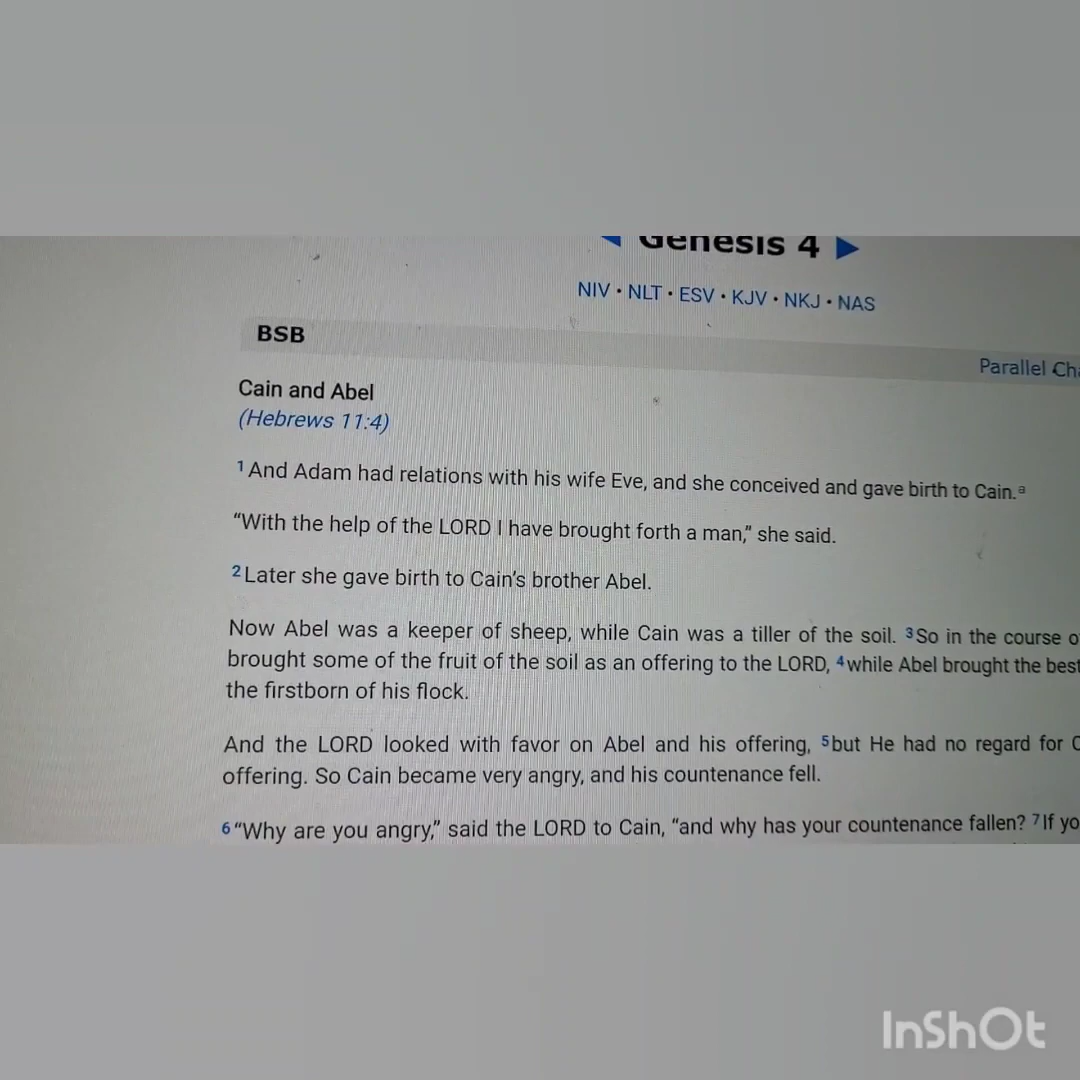 Genesis 4
NIV • NLT • ESV • KJV • NKJ • NAS
BSB
Parallel
Cain and Abel
(Hebrews 11:4)
1 And Adam had relations with his wife Eve, and she conceived and gave birth to Cain.a
“With the help of the LORD I have brought forth a man,” she said.
2 Later she gave birth to Cain’s brother Abel.
Now Abel was a keeper of sheep, while Cain was a tiller of the soil. 3 So in the course
brought some of the fruit of the soil as an offering to the LORD, 4 while Abel brought the best
the firstborn of his flock.
And the LORD looked with favor on Abel and his offering, 5 but He had no regard for
offering. So Cain became very angry, and his countenance fell.
6 “Why are you angry,” said the LORD to Cain, “and why has your countenance fallen? 7 If
InShOt